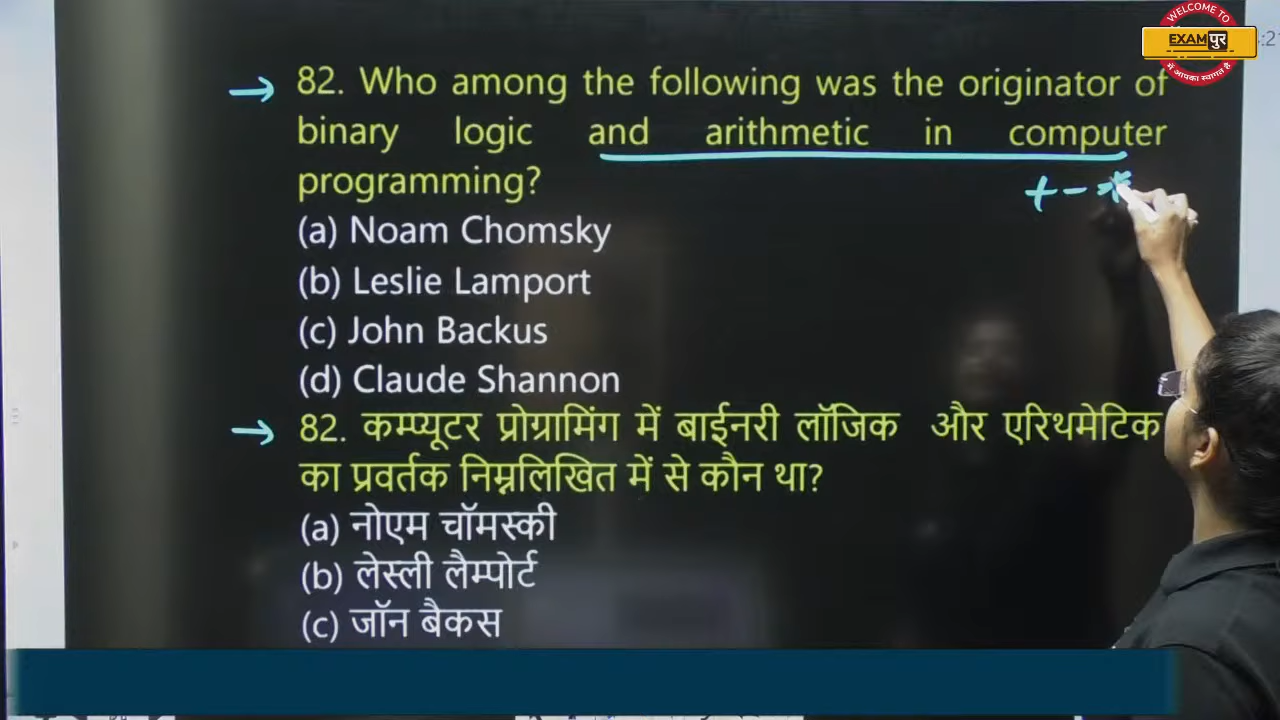 WELCOME TO
EXAMपुर
में आपका स्वागत है
82. Who among the following was the originator of
binary logic and arithmetic in computer
programming?
+ - *
(a) Noam Chomsky
(b) Leslie Lamport
(c) John Backus
(d) Claude Shannon
82. कम्प्यूटर प्रोग्रामिंग में बाईनरी लॉजिक और एरिथमेटिक
का प्रवर्तक निम्नलिखित में से कौन था?
(a) नोएम चॉमस्की
(b) लेस्ली लैम्पोर्ट
(c) जॉन बैकस